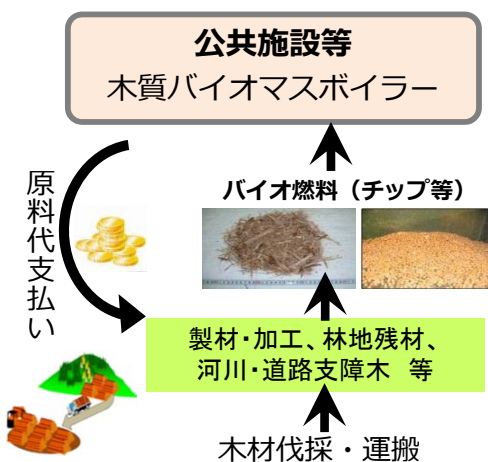 公共施設等
木質バイオマスボイラー
原料代支払い
バイオ燃料（チップ等）
製材・加工、林地残材、
河川・道路支障木 等
木材伐採・運搬